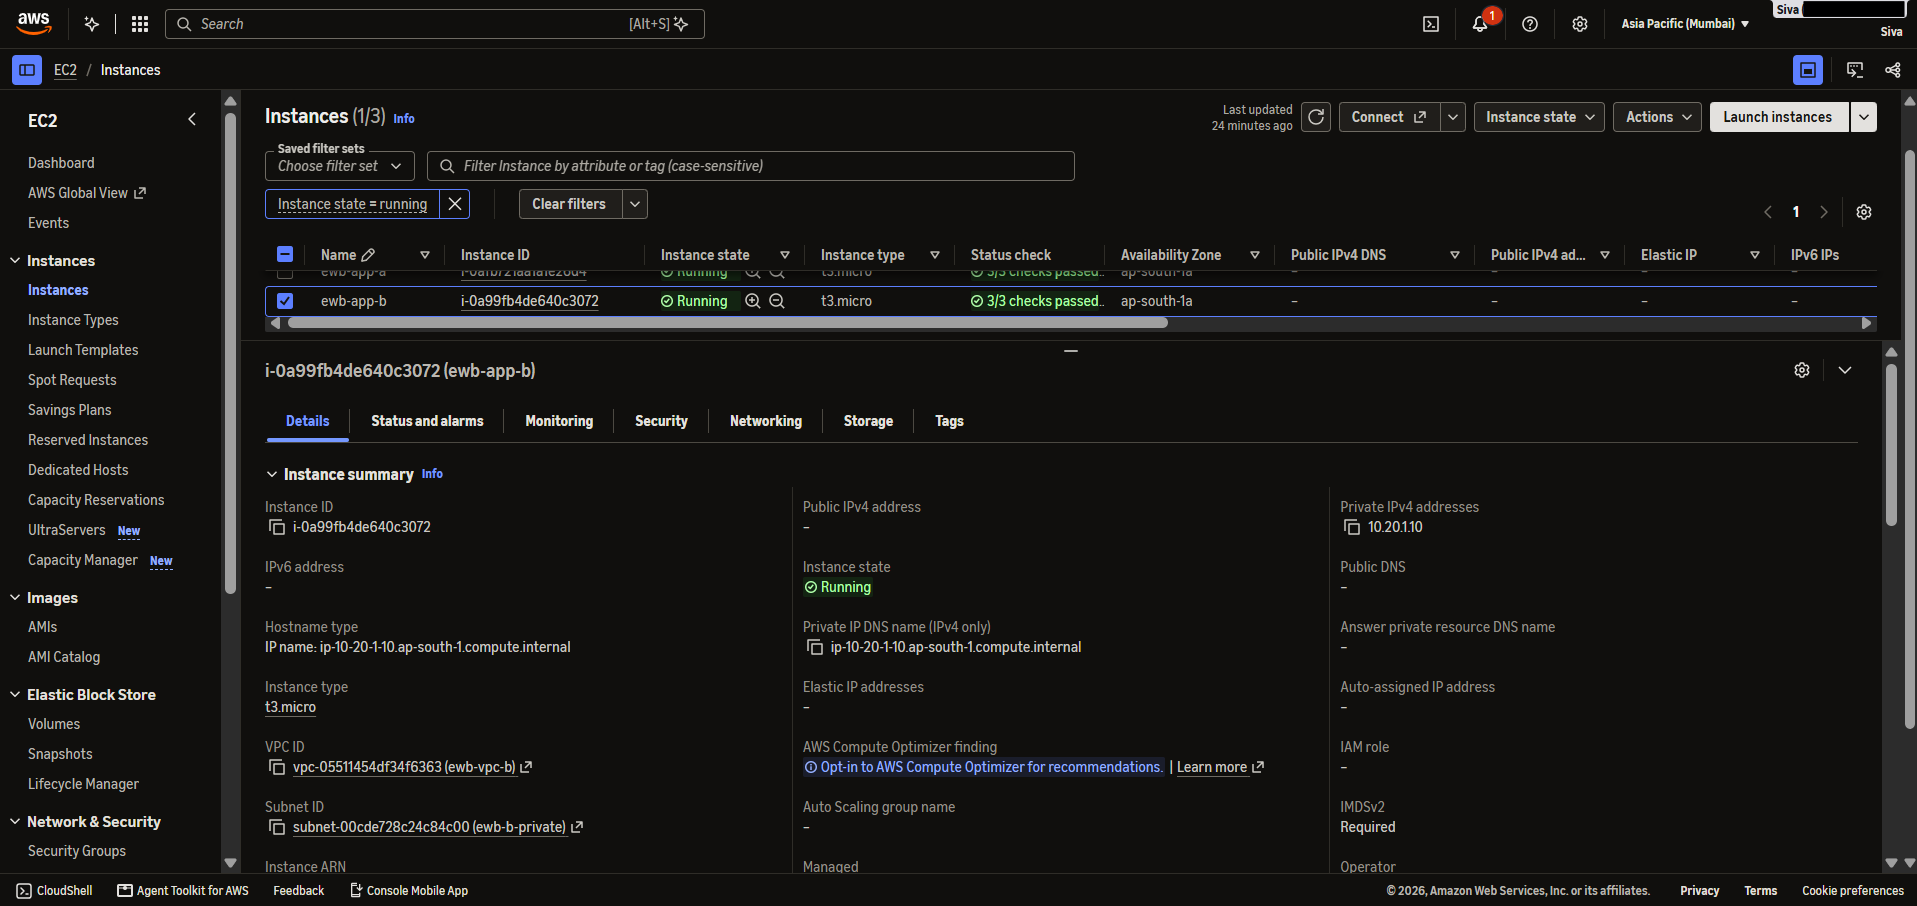 aws
Search [Alt+S]
1
Asia Pacific (Mumbai)
Siva (
Siva
EC2 / Instances
EC2
Dashboard
AWS Global View
Events
Instances
Instances
Instance Types
Launch Templates
Spot Requests
Savings Plans
Reserved Instances
Dedicated Hosts
Capacity Reservations
UltraServers New
Capacity Manager New
Images
AMIs
AMI Catalog
Elastic Block Store
Volumes
Snapshots
Lifecycle Manager
Network & Security
Security Groups
Instances (1/3) Info
Last updated
24 minutes ago
Connect
Instance state
Actions
Launch instances
Saved filter sets
Choose filter set
Filter Instance by attribute or tag (case-sensitive)
Instance state = running
Clear filters
1
Name Instance ID Instance state Instance type Status check Availability Zone Public IPv4 DNS Public IPv4 ad... Elastic IP IPv6 IPs
ewb-app-a Running t3.micro 3/3 checks passed.. ap-south-1a – – – –
ewb-app-b i-0a99fb4de640c3072 Running t3.micro 3/3 checks passed.. ap-south-1a – – – –
i-0a99fb4de640c3072 (ewb-app-b)
Details Status and alarms Monitoring Security Networking Storage Tags
Instance summary Info
Instance ID
i-0a99fb4de640c3072
Public IPv4 address
–
Private IPv4 addresses
10.20.1.10
IPv6 address
–
Instance state
Running
Public DNS
–
Hostname type
IP name: ip-10-20-1-10.ap-south-1.compute.internal
Private IP DNS name (IPv4 only)
ip-10-20-1-10.ap-south-1.compute.internal
Answer private resource DNS name
–
Instance type
t3.micro
Elastic IP addresses
–
Auto-assigned IP address
–
VPC ID
vpc-05511454df34f6363 (ewb-vpc-b)
AWS Compute Optimizer finding
Opt-in to AWS Compute Optimizer for recommendations. | Learn more
IAM role
–
Subnet ID
subnet-00cde728c24c84c00 (ewb-b-private)
Auto Scaling group name
–
IMDSv2
Required
Instance ARN
Managed
Operator
CloudShell Agent Toolkit for AWS Feedback Console Mobile App
© 2026, Amazon Web Services, Inc. or its affiliates. Privacy Terms Cookie preferences